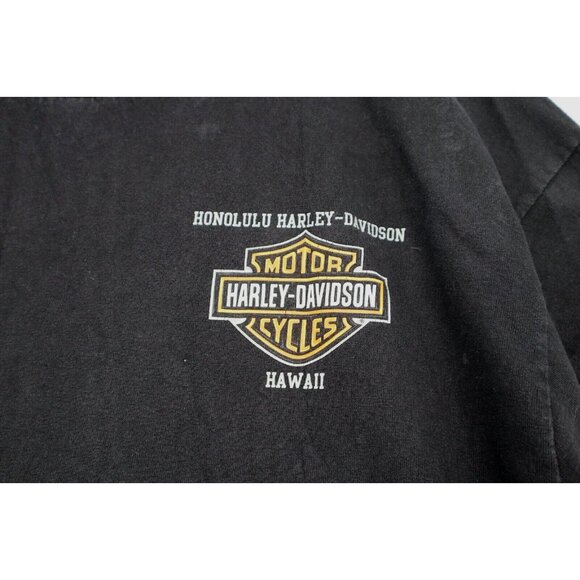 HONOLULU HARLEY-DAVIDSON
MOTOR
HARLEY-DAVIDSON
CYCLES
HAWAII